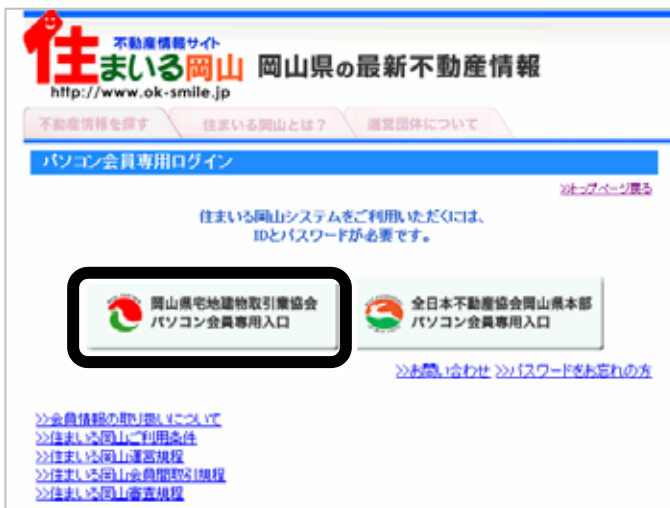 不動産情報サイト
住まいる岡山 岡山県の最新不動産情報
http://www.ok-smile.jp
不動産情報を探す 住まいる岡山とは？ 運営団体について
パソコン会員専用ログイン
>>トップページ戻る
住まいる岡山システムをご利用いただくには、
IDとパスワードが必要です。
岡山県宅地建物取引業協会
パソコン会員専用入口
全日本不動産協会岡山県本部
パソコン会員専用入口
>>お問い合わせ >>パスワードをお忘れの方
>>会員情報の取り扱いについて
>>住まいる岡山ご利用条件
>>住まいる岡山運営規程
>>住まいる岡山会員間取引規程
>>住まいる岡山審査規程